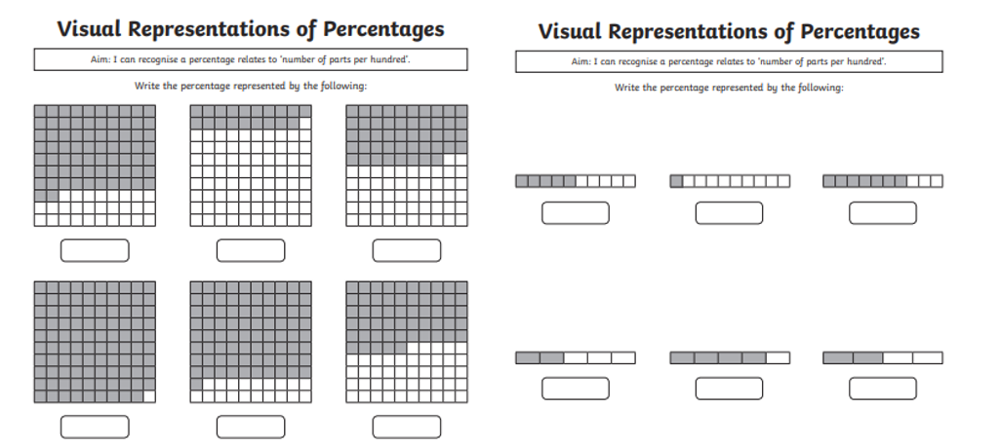 Visual Representations of Percentages
Aim: I can recognise a percentage relates to 'number of parts per hundred'.
Write the percentage represented by the following:
Visual Representations of Percentages
Aim: I can recognise a percentage relates to 'number of parts per hundred'.
Write the percentage represented by the following: